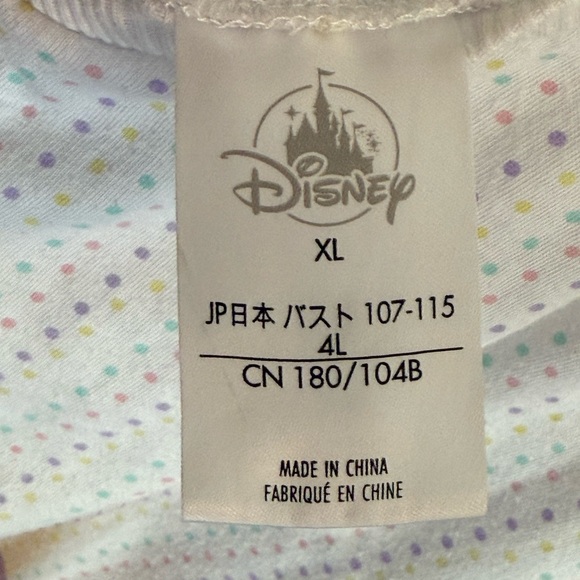 Disney
XL
JP日本 バスト 107-115
4L
CN 180/104B
MADE IN CHINA
FABRIQUÉ EN CHINE